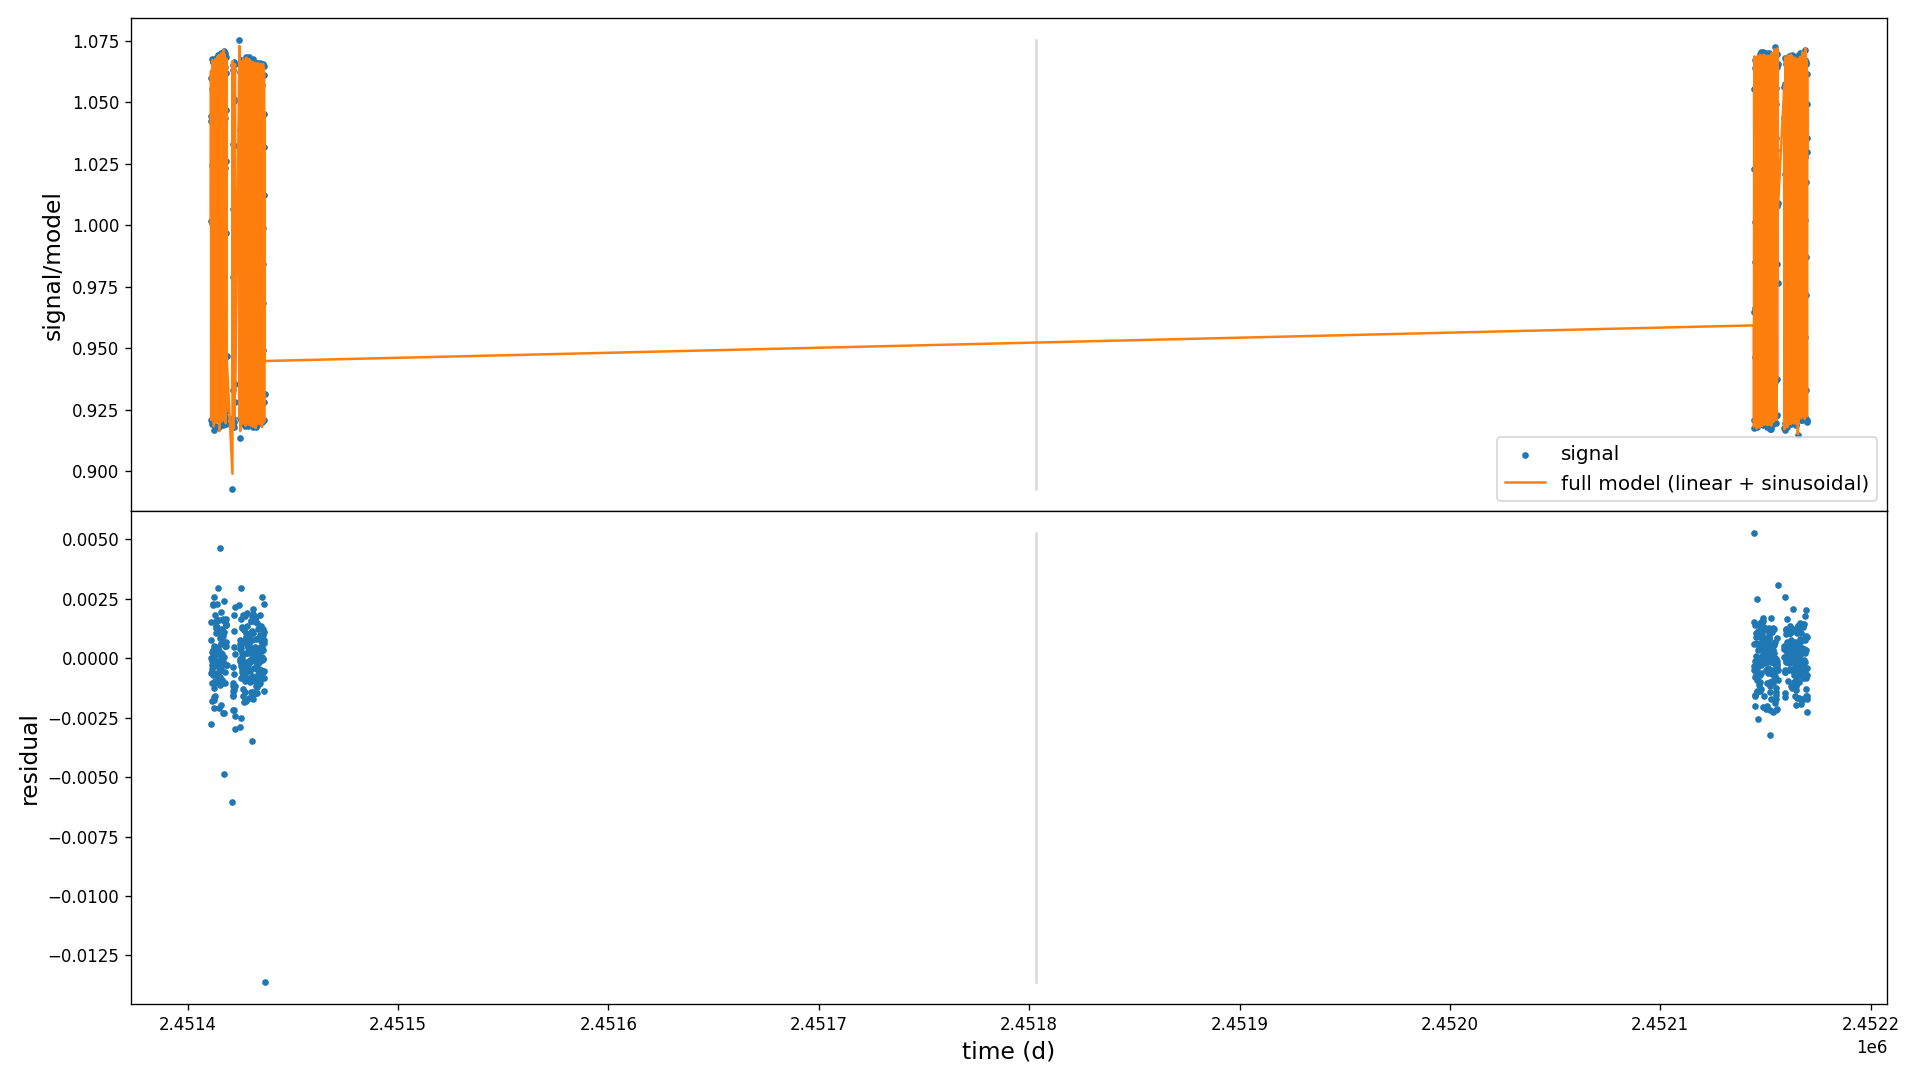 1.075
1.050
1.025
1.000
0.975
0.950
0.925
0.900
signal/model
signal
full model (linear + sinusoidal)
0.0050
0.0025
0.0000
−0.0025
−0.0050
−0.0075
−0.0100
−0.0125
residual
2.4514 2.4515 2.4516 2.4517 2.4518 2.4519 2.4520 2.4521 2.4522
1e6
time (d)